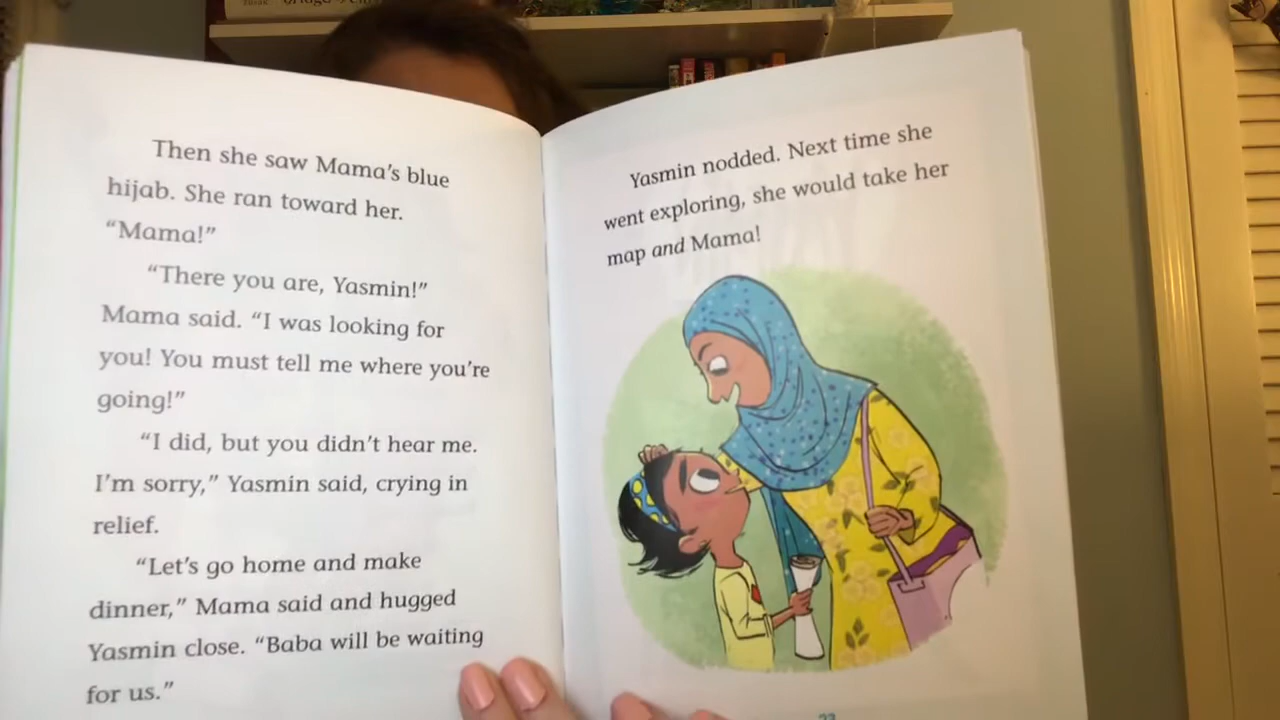 Then she saw Mama's blue
hijab. She ran toward her.
“Mama!”
“There you are, Yasmin!”
Mama said. “I was looking for
you! You must tell me where you're
going!”
“I did, but you didn't hear me.
I'm sorry,” Yasmin said, crying in
relief.
“Let's go home and make
dinner,” Mama said and hugged
Yasmin close. “Baba will be waiting
for us.”
Yasmin nodded. Next time she
went exploring, she would take her
map and Mama!